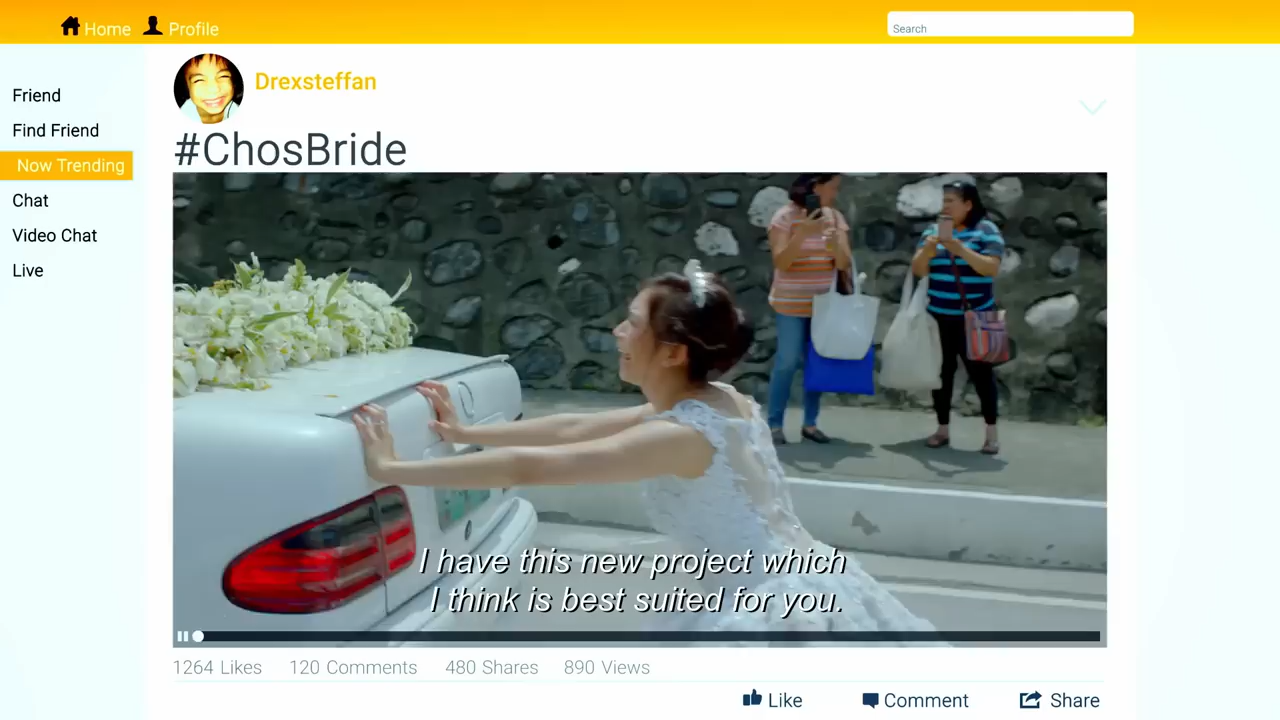 Home Profile Search
Drexsteffan
#ChosBride
Friend
Find Friend
Now Trending
Chat
Video Chat
Live
I have this new project which
I think is best suited for you.
1264 Likes 120 Comments 480 Shares 890 Views
Like Comment Share